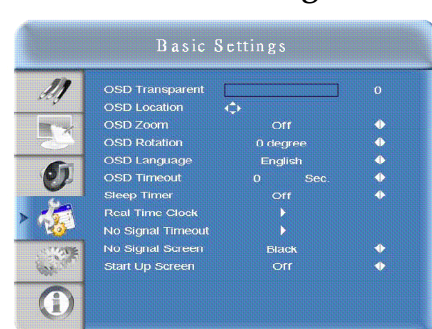 Basic Settings
OSD Transparent 0
OSD Location
OSD Zoom Off
OSD Rotation 0 degree
OSD Language English
OSD Timeout 0 Sec.
Sleep Timer Off
Real Time Clock
No Signal Timeout
No Signal Screen Black
Start Up Screen Off